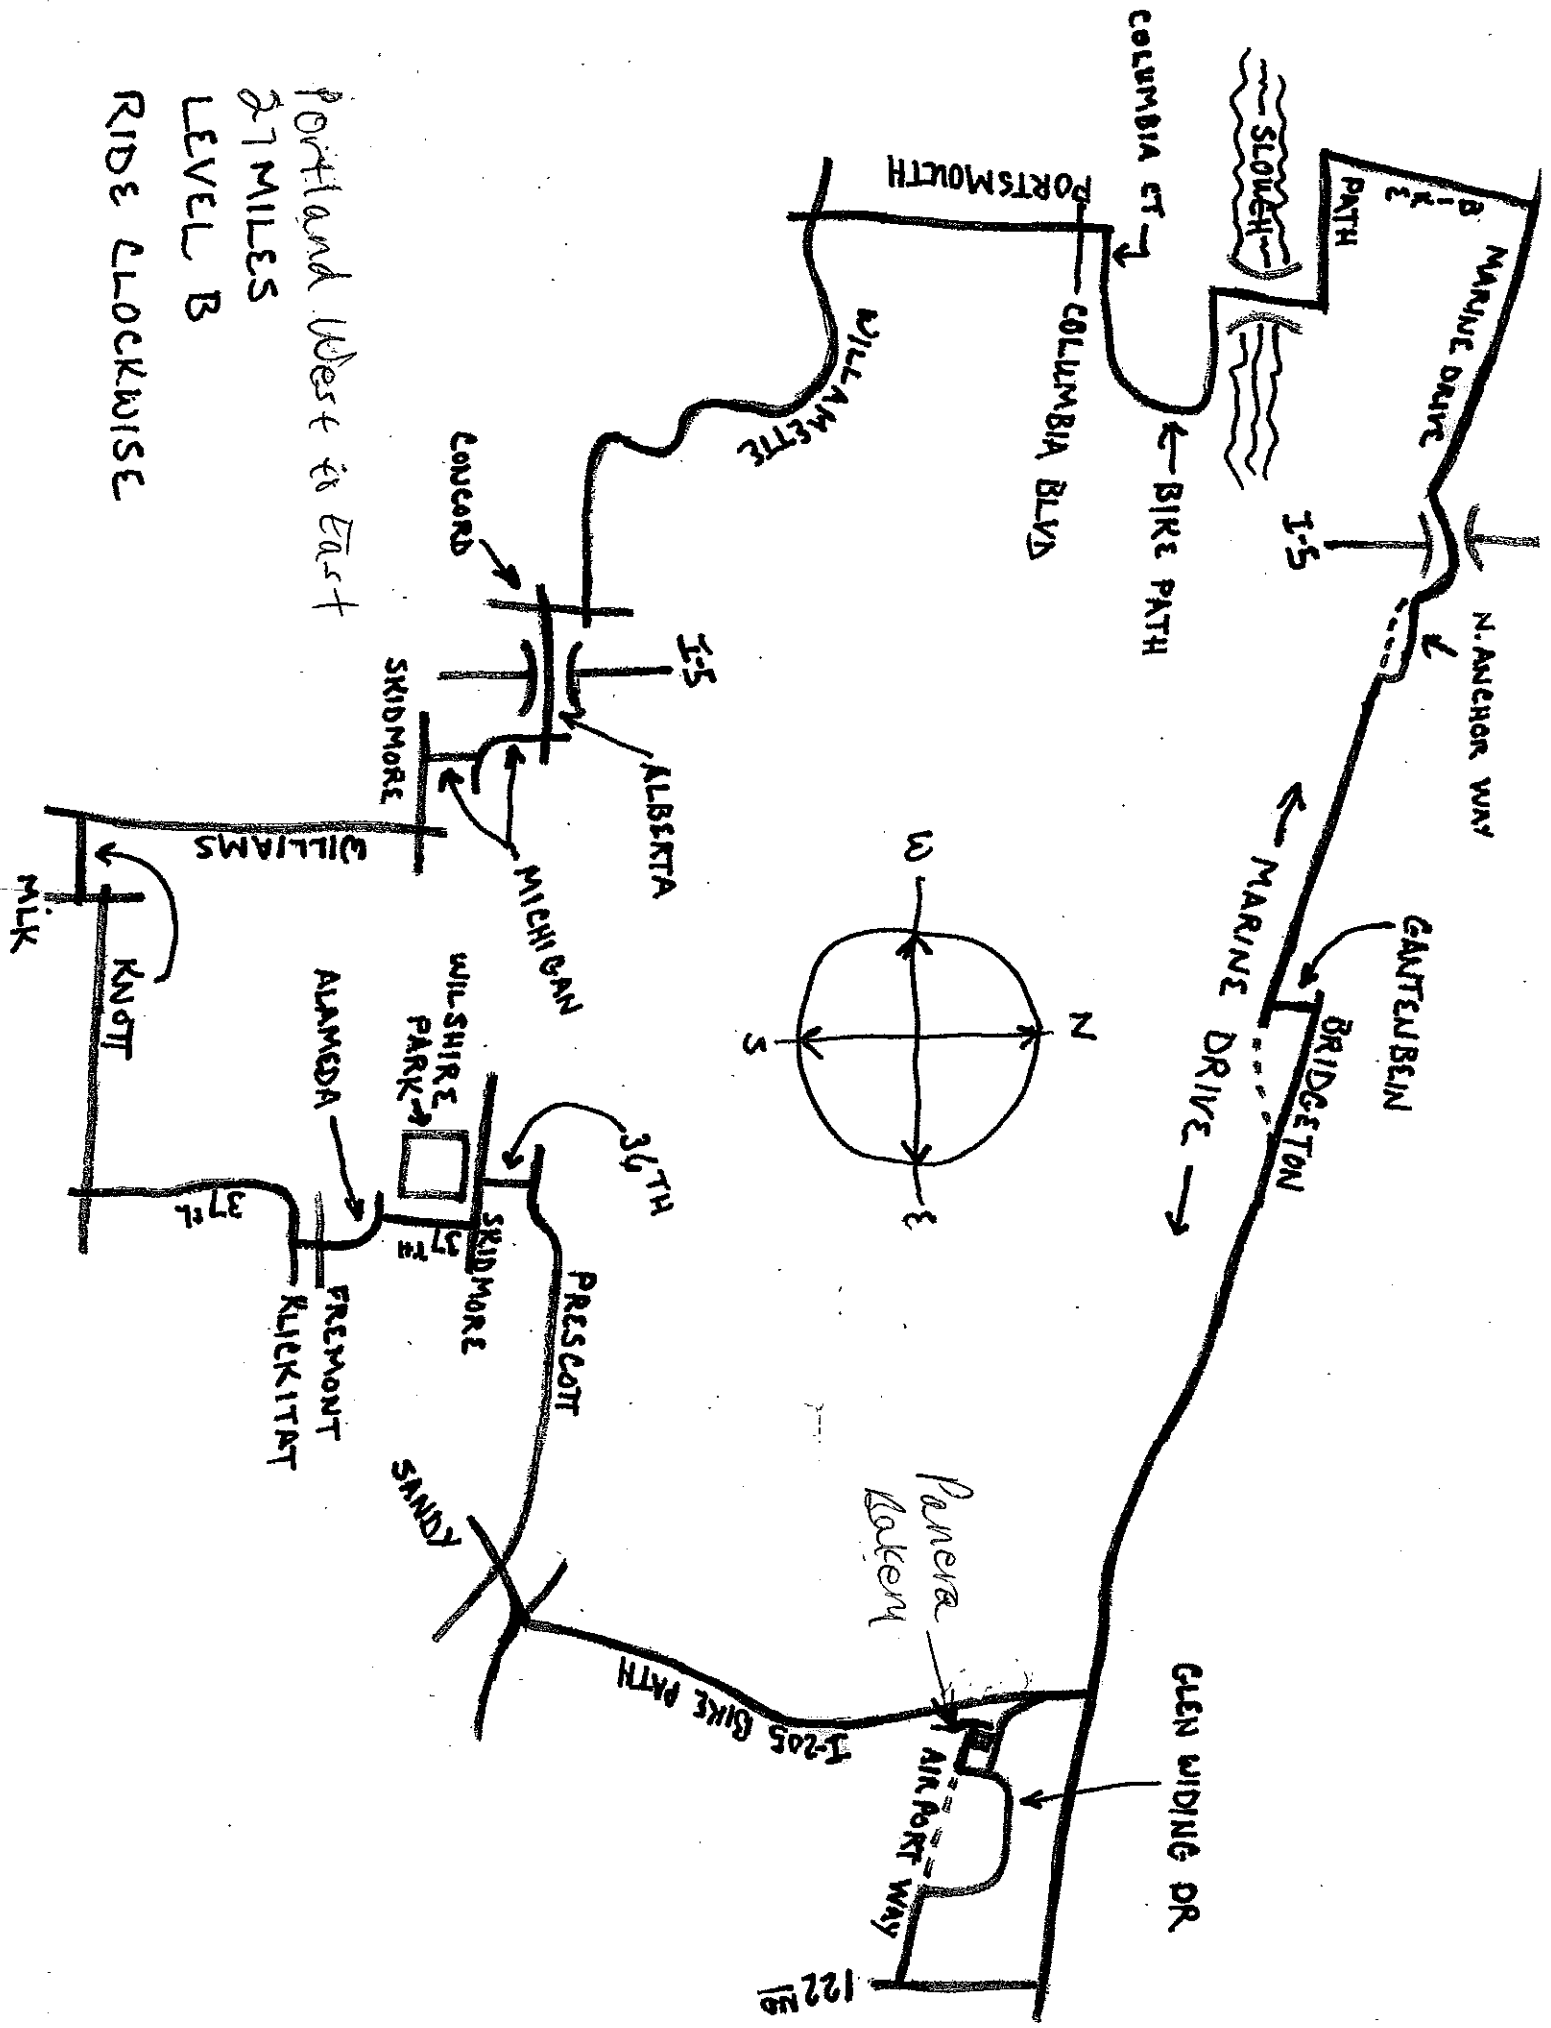 BIKE
PATH
MARINE DRIVE
I-5
N. ANCHOR WAY
SLOUGH
COLUMBIA CT
PORTSMOUTH
COLUMBIA BLVD
BIKE PATH
WILLAMETTE
CONCORD
I-5
ALBERTA
MICHIGAN
SKIDMORE
WILLIAMS
MLK
KNOTT
MARINE DRIVE
GANTENBEIN
BRIDGETON
N
W
E
S
WILSHIRE
PARK
ALAMEDA
36TH
SKIDMORE
37TH
37th
FREMONT
KLICKITAT
PRESCOTT
SANDY
I-205 BIKE PATH
Panera
Bakery
AIRPORT WAY
GLEN WIDING DR
122ND
Portland West to East
27 MILES
LEVEL B
RIDE CLOCKWISE